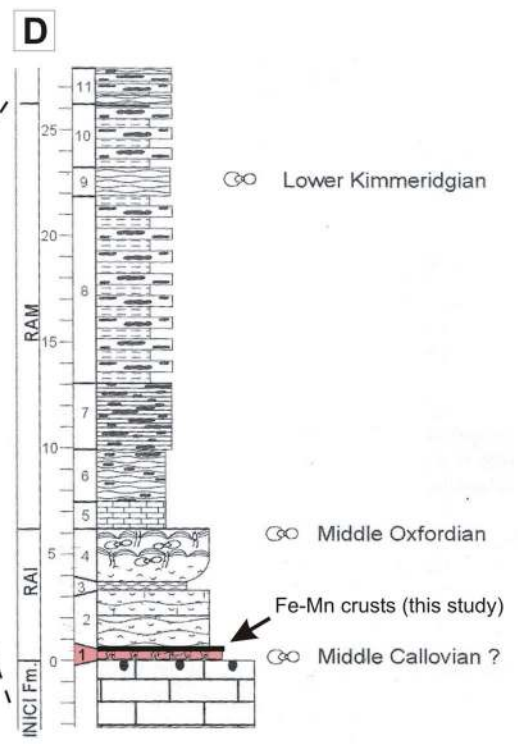 D
11
25
10
9
Lower Kimmeridgian
20
8
RAM
15
7
10
6
5
Middle Oxfordian
5
4
RAI
3
Fe-Mn crusts (this study)
2
1
Middle Callovian ?
0
INICI Fm.